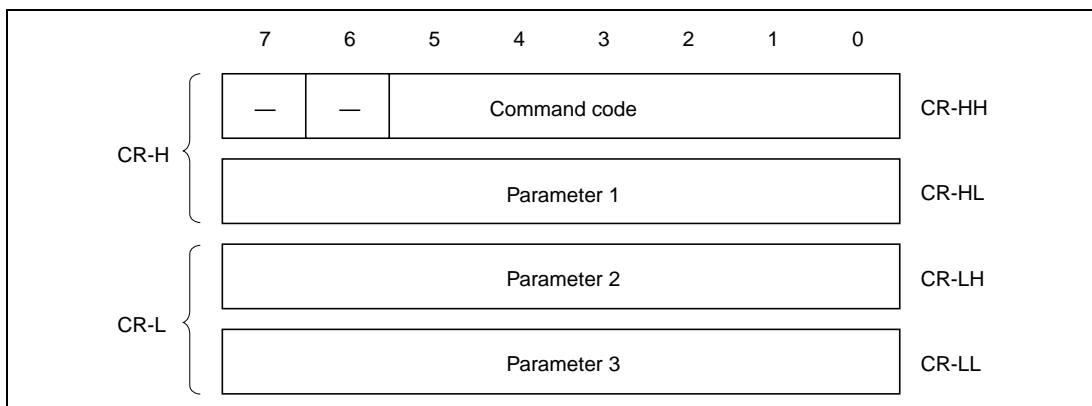 7 6 5 4 3 2 1 0
— — Command code CR-HH
CR-H
Parameter 1 CR-HL
Parameter 2 CR-LH
CR-L
Parameter 3 CR-LL